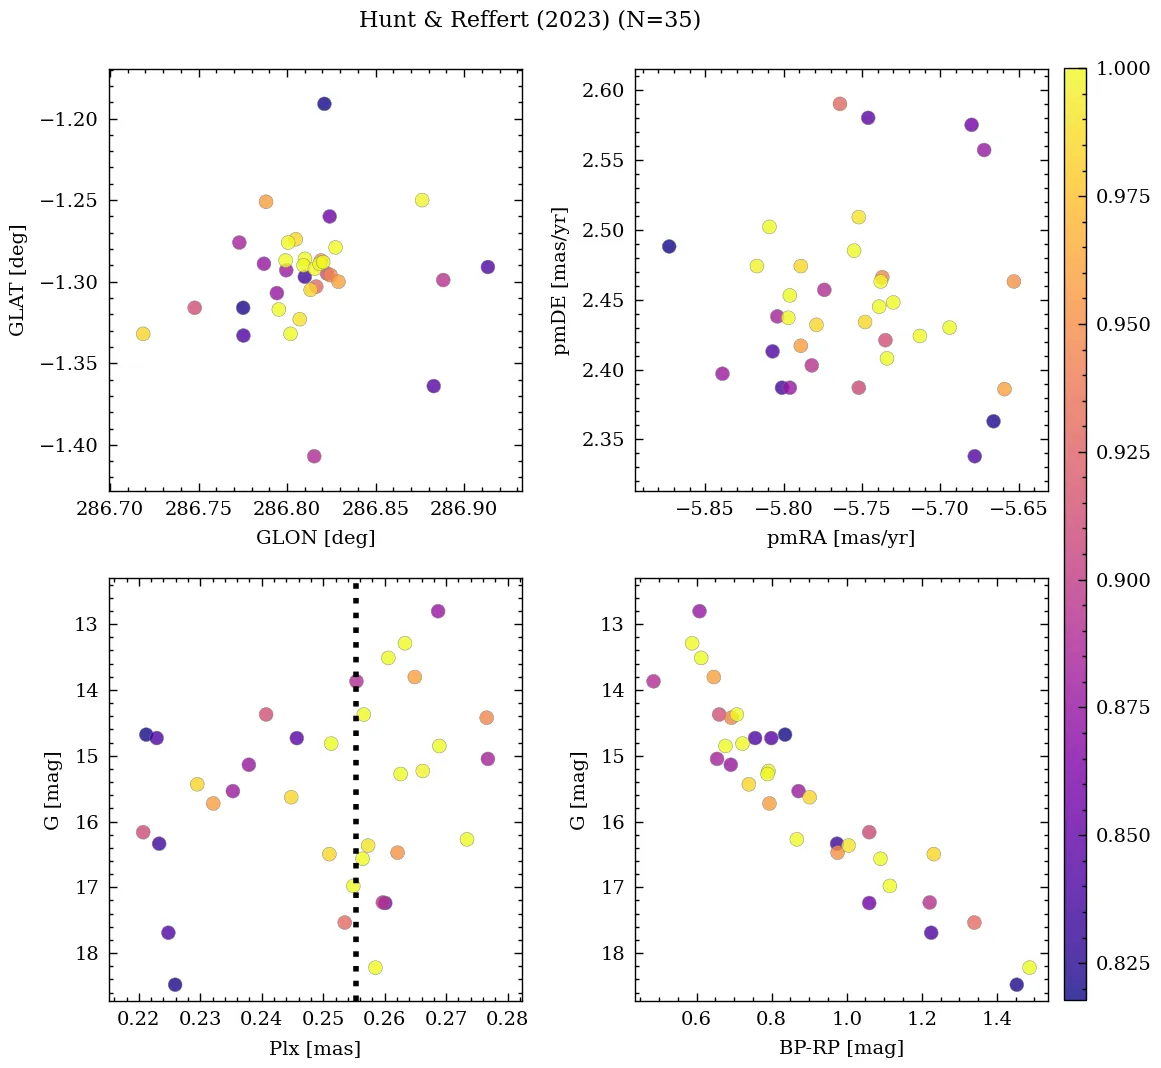 Hunt & Reffert (2023) (N=35)
−1.20
−1.25
−1.30
−1.35
−1.40
GLAT [deg]
286.70 286.75 286.80 286.85 286.90
GLON [deg]
2.60
2.55
2.50
2.45
2.40
2.35
pmDE [mas/yr]
−5.85 −5.80 −5.75 −5.70 −5.65
pmRA [mas/yr]
13
14
15
16
17
18
G [mag]
0.22 0.23 0.24 0.25 0.26 0.27 0.28
Plx [mas]
13
14
15
16
17
18
G [mag]
0.6 0.8 1.0 1.2 1.4
BP-RP [mag]
1.000
0.975
0.950
0.925
0.900
0.875
0.850
0.825